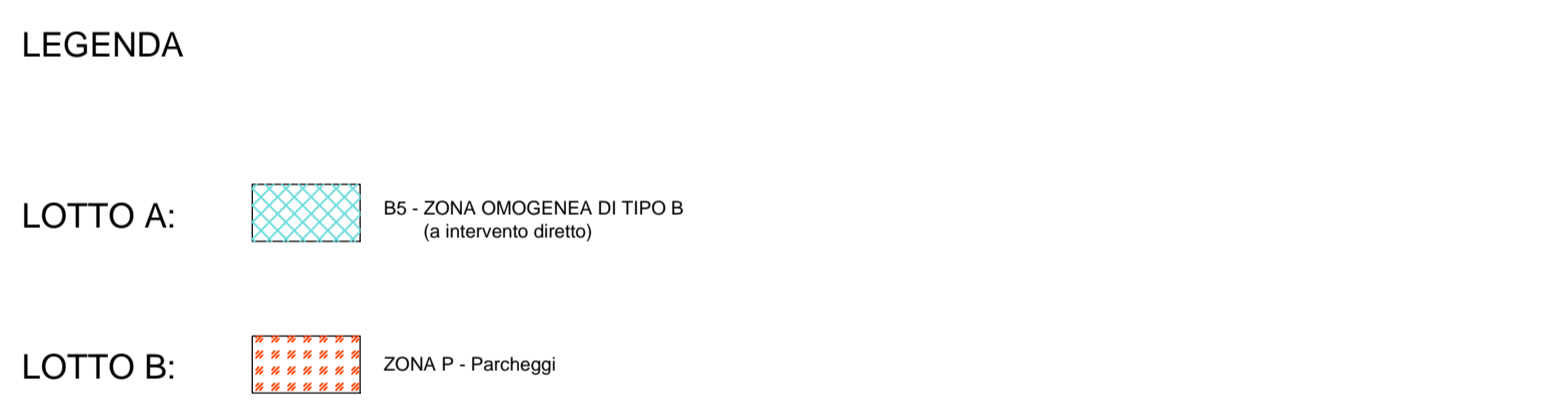 LEGENDA
LOTTO A:
B5 - ZONA OMOGENEA DI TIPO B
(a intervento diretto)
LOTTO B:
ZONA P - Parcheggi